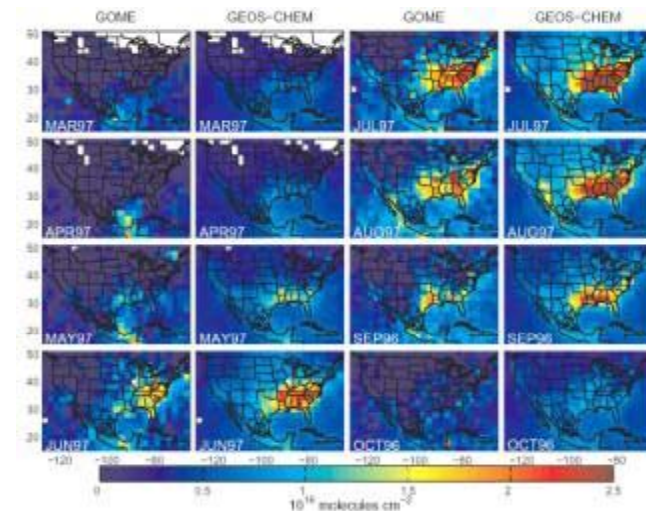 GOME GEOS-CHEM GOME GEOS-CHEM
50
40
30
20
MAR97 MAR97 JUL97 JUL97
50
40
30
20
APR97 APR97 AUG97 AUG97
50
40
30
20
MAY97 MAY97 SEP96 SEP96
50
40
30
20
JUN97 JUN97 OCT96 OCT96
-120 -100 -80 -120 -100 -80 -120 -100 -80 -120 -100 -80
0 0.5 1 1.5 2 2.5
10¹⁶ molecules cm⁻²